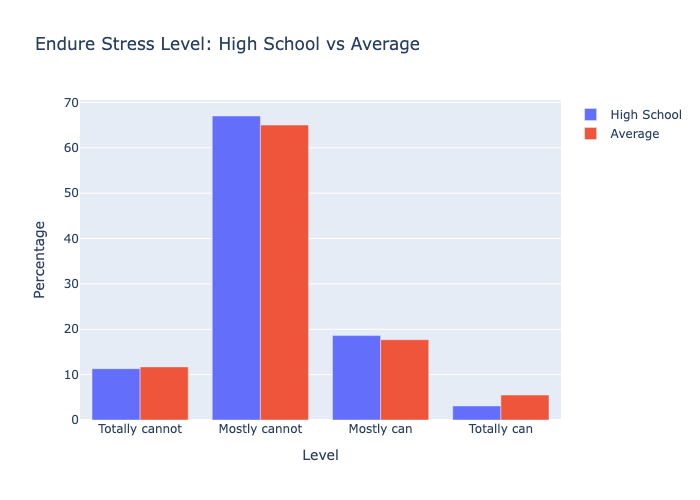 Endure Stress Level: High School vs Average
High School
Average
Percentage
70
60
50
40
30
20
10
0
Totally cannot
Mostly cannot
Mostly can
Totally can
Level